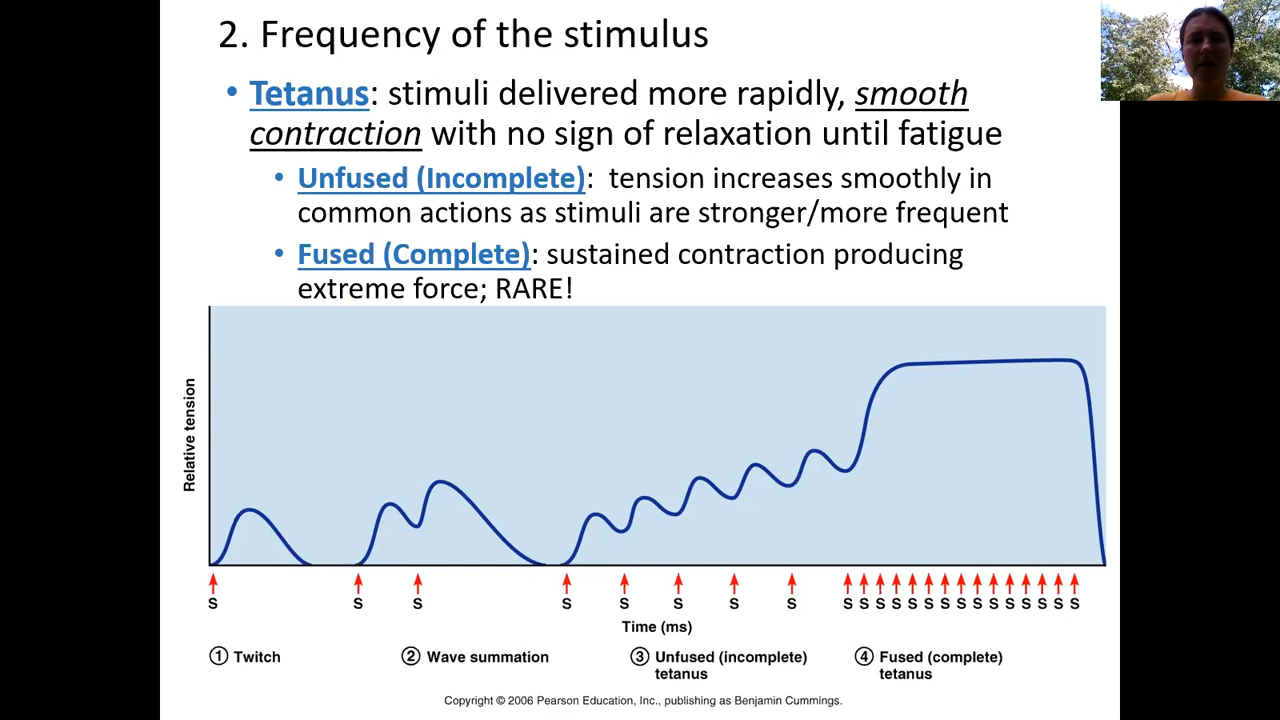 2. Frequency of the stimulus
• Tetanus: stimuli delivered more rapidly, smooth
contraction with no sign of relaxation until fatigue
• Unfused (Incomplete): tension increases smoothly in
common actions as stimuli are stronger/more frequent
• Fused (Complete): sustained contraction producing
extreme force; RARE!
Relative tension
S S S S S S S S S S S S S S S S S S S S S S S
Time (ms)
1 Twitch
2 Wave summation
3 Unfused (incomplete)
tetanus
4 Fused (complete)
tetanus
Copyright © 2006 Pearson Education, Inc., publishing as Benjamin Cummings.